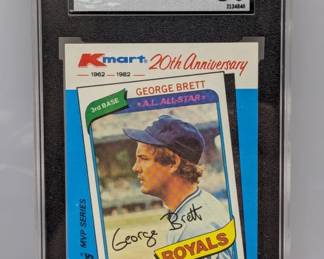 Kmart 20th Anniversary
1962 - 1982
GEORGE BRETT
3rd BASE
★ A.L. ALL-STAR ★
George Brett
ROYALS
MVP SERIES